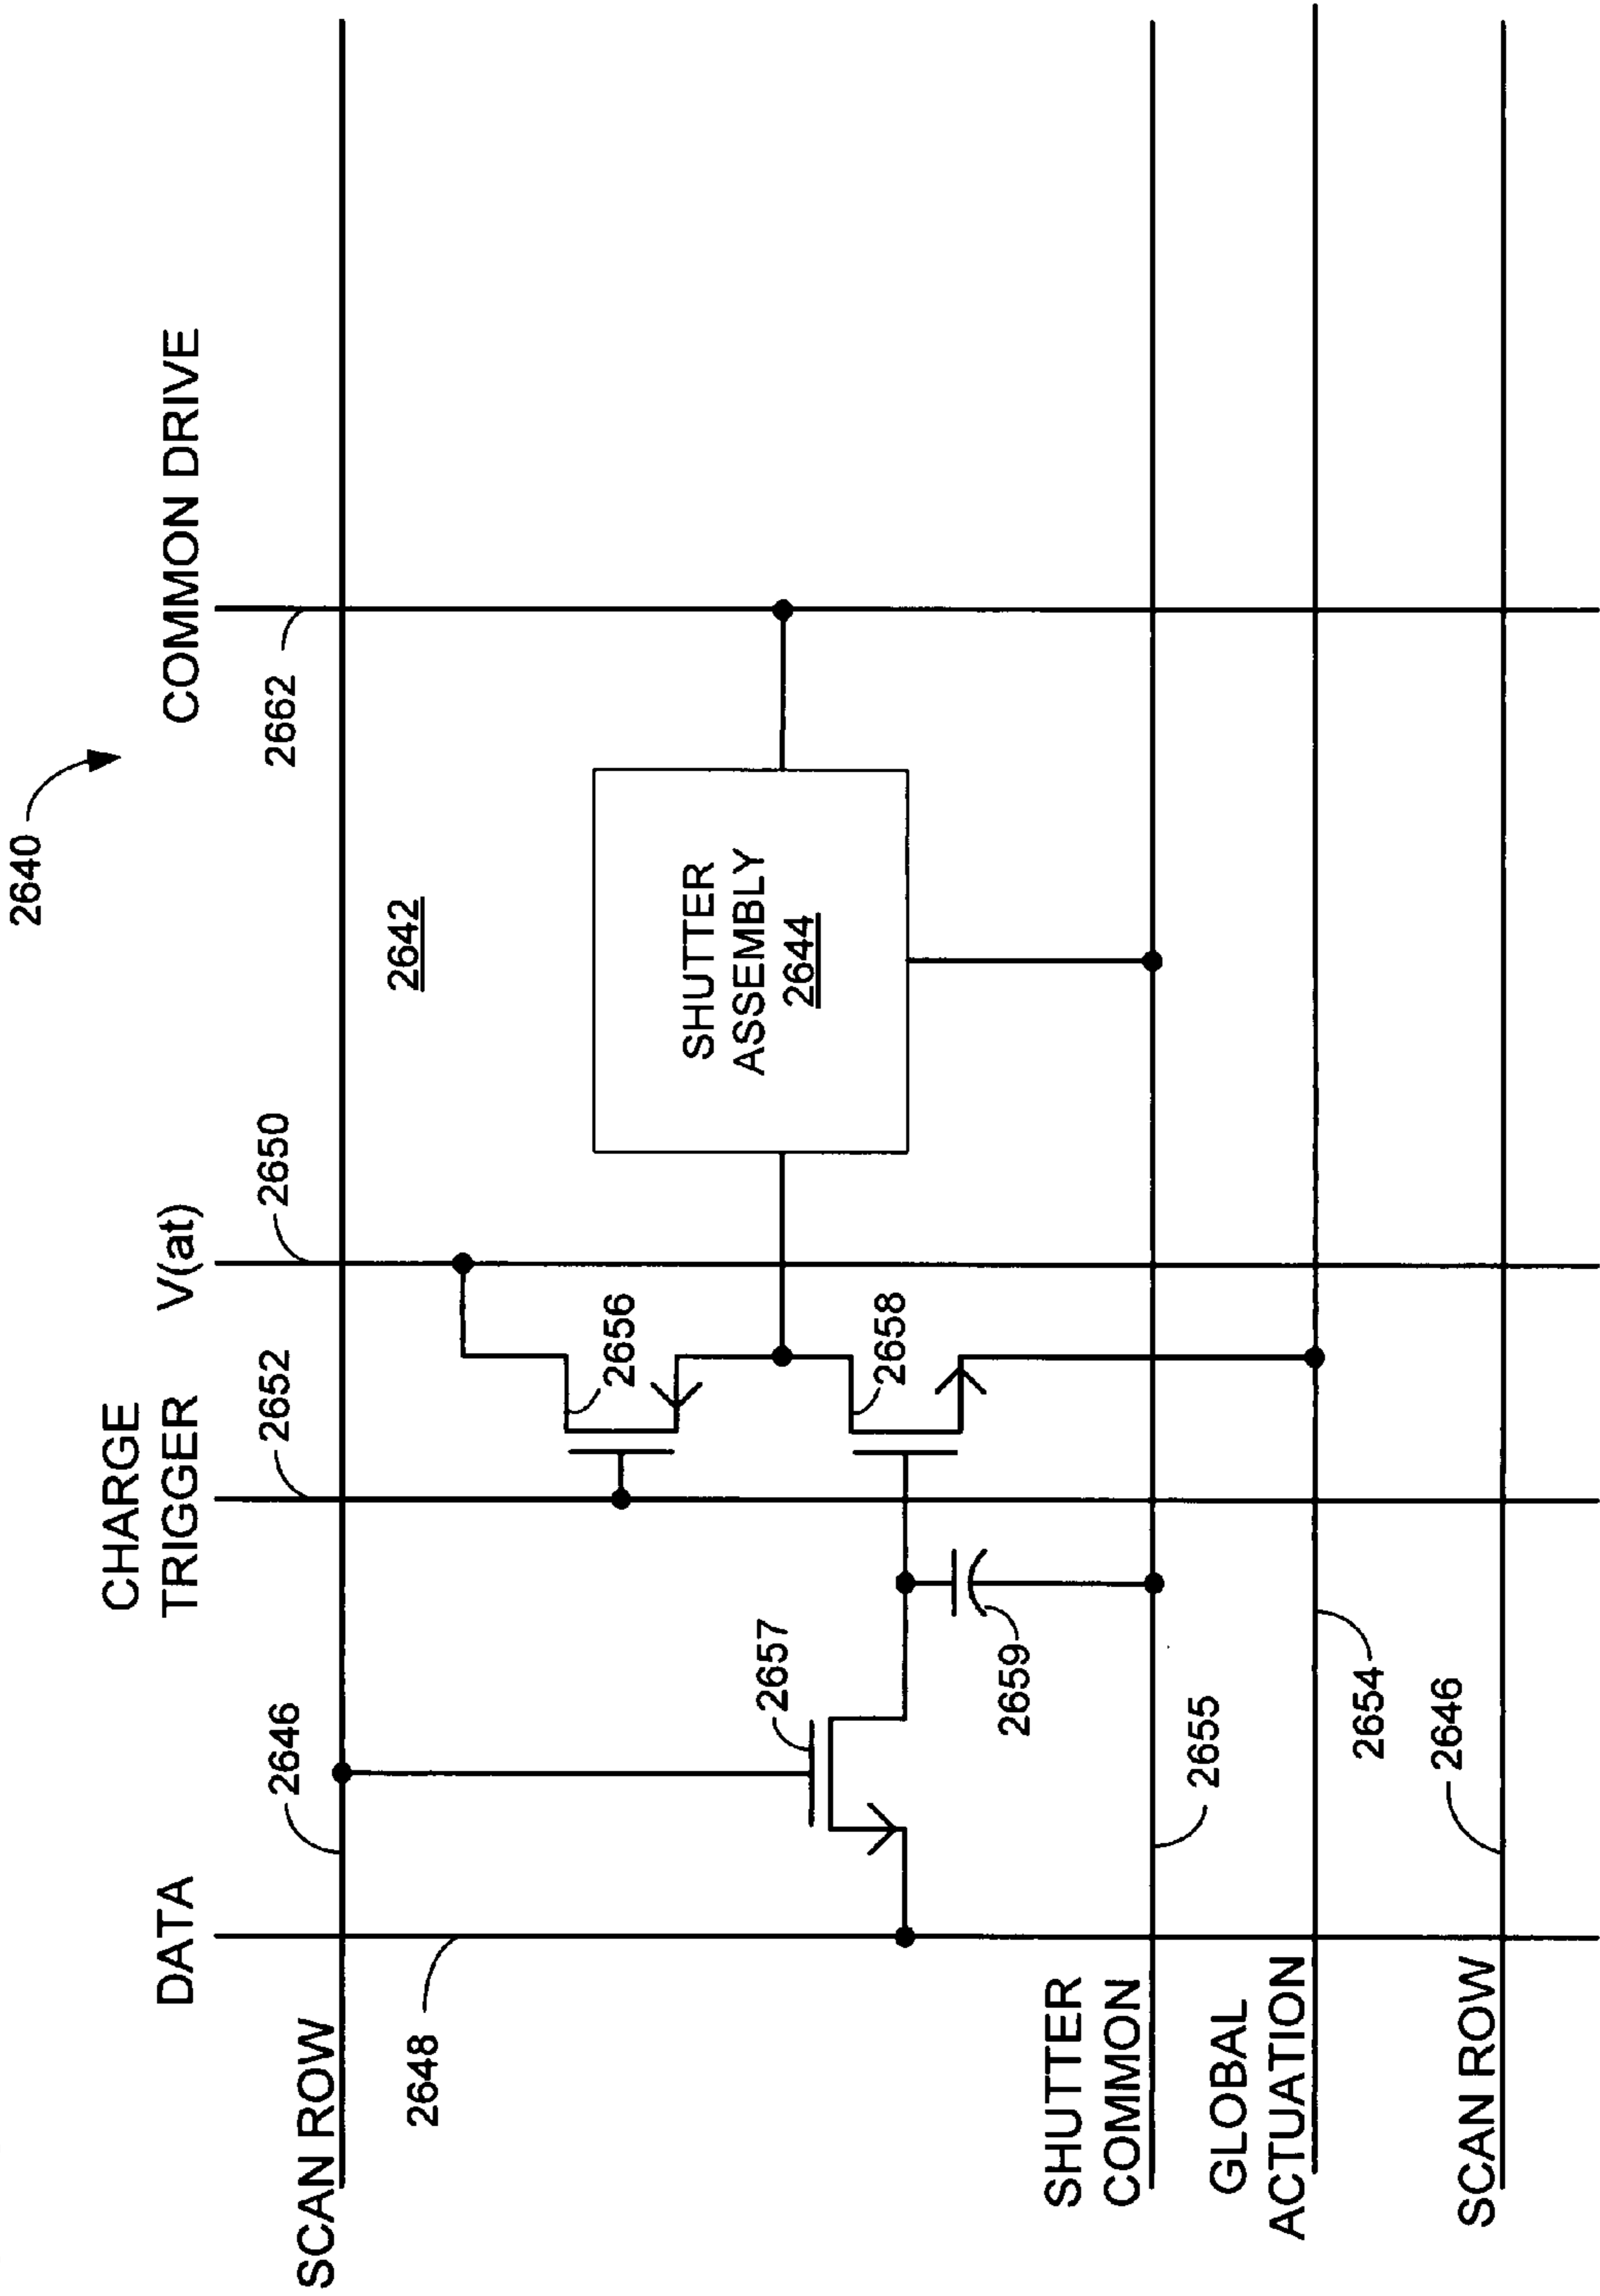 2640
DATA
CHARGE
TRIGGER
V(at)
COMMON DRIVE
2646
2652
2650
2662
SCAN ROW
2648
2642
2656
SHUTTER
ASSEMBLY
2644
2657
2658
2659
SHUTTER
COMMON
2655
GLOBAL
ACTUATION
2654
2646
SCAN ROW